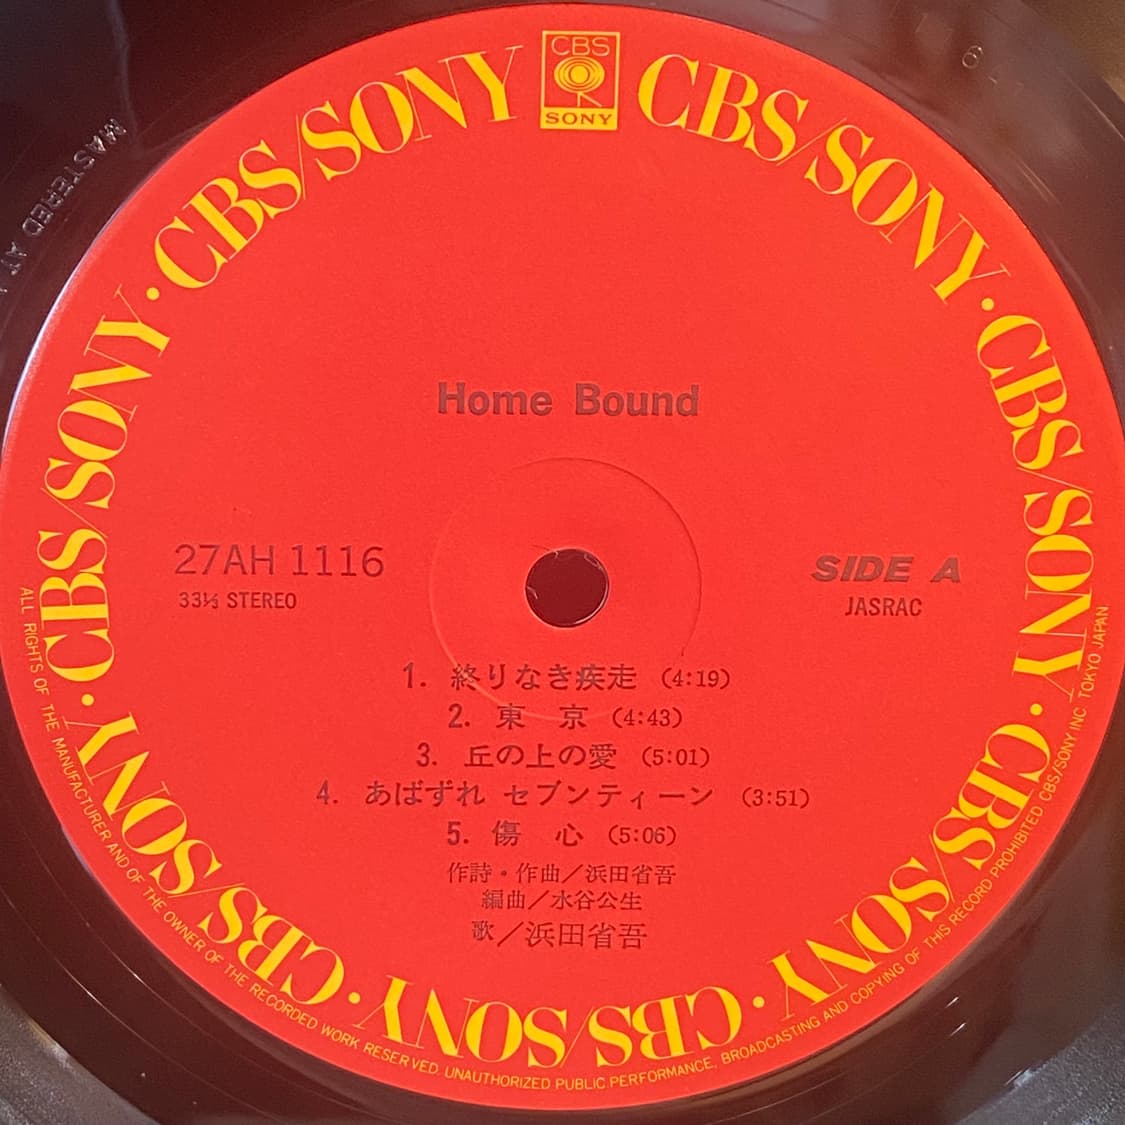 CBS
SONY
CBS/SONY · CBS/SONY · CBS/SONY · CBS/SONY · CBS/SONY · CBS/SONY · CBS/SONY · CBS/SONY
Home Bound
27AH 1116
33⅓ STEREO
SIDE A
JASRAC
1. 終りなき疾走 (4:19)
2. 東 京 (4:43)
3. 丘の上の愛 (5:01)
4. あばずれ セブンティーン (3:51)
5. 傷 心 (5:06)
作詩・作曲／浜田省吾
編曲／水谷公生
歌／浜田省吾
ALL RIGHTS OF THE MANUFACTURER AND OF THE OWNER OF THE RECORDED WORK RESERVED. UNAUTHORIZED PUBLIC PERFORMANCE, BROADCASTING AND COPYING OF THIS RECORD PROHIBITED CBS/SONY INC TOKYO JAPAN
MASTERED AT